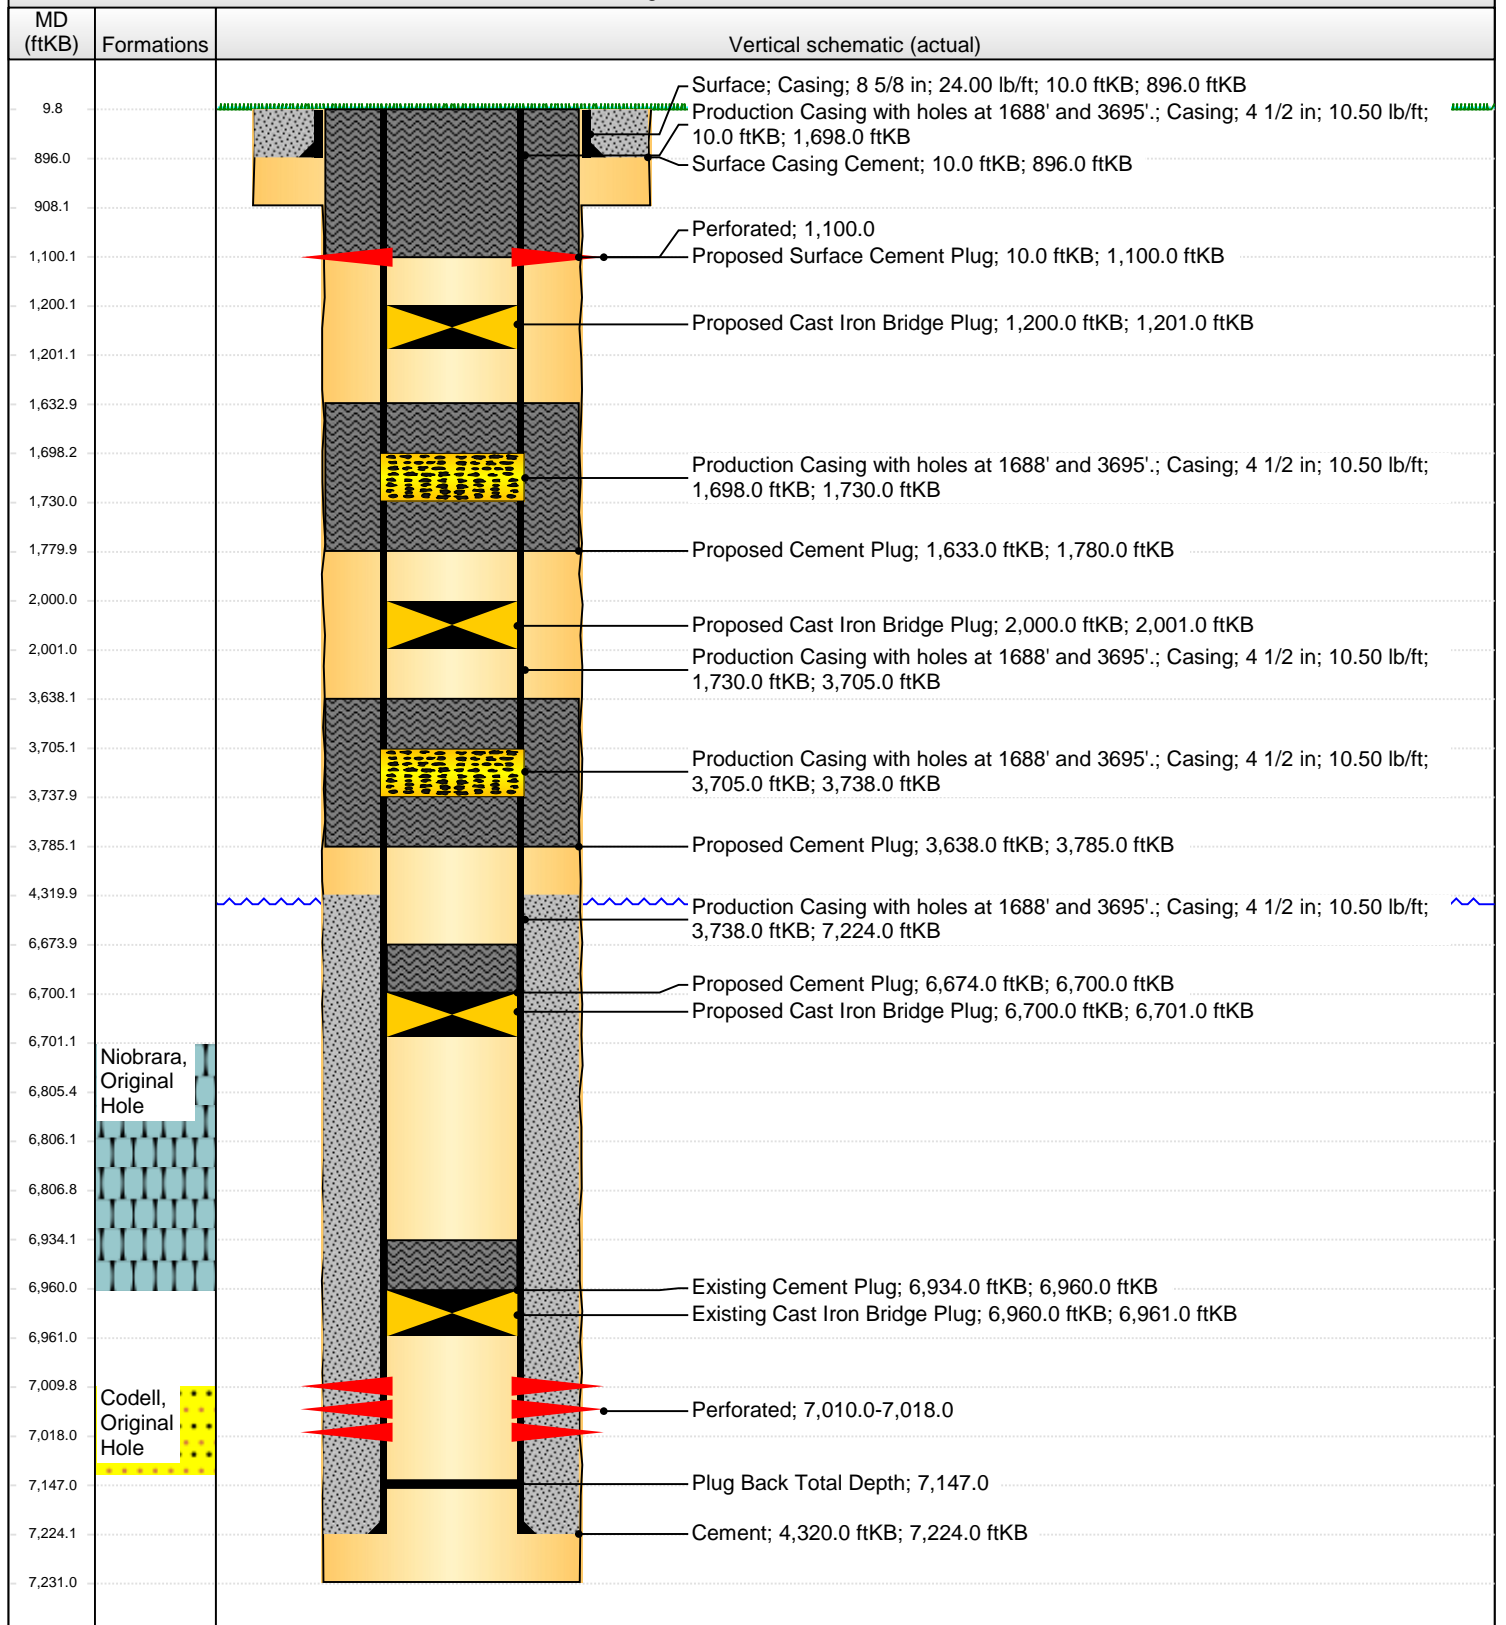 MD
(ftKB)
Formations
Vertical schematic (actual)
9.8
896.0
908.1
1,100.1
1,200.1
1,201.1
1,632.9
1,698.2
1,730.0
1,779.9
2,000.0
2,001.0
3,638.1
3,705.1
3,737.9
3,785.1
4,319.9
6,673.9
6,700.1
6,701.1
6,805.4
6,806.1
6,806.8
6,934.1
6,960.0
6,961.0
7,009.8
7,018.0
7,147.0
7,224.1
7,231.0
Niobrara,
Original
Hole
Codell,
Original
Hole
Surface; Casing; 8 5/8 in; 24.00 lb/ft; 10.0 ftKB; 896.0 ftKB
Production Casing with holes at 1688' and 3695'.; Casing; 4 1/2 in; 10.50 lb/ft;
10.0 ftKB; 1,698.0 ftKB
Surface Casing Cement; 10.0 ftKB; 896.0 ftKB
Perforated; 1,100.0
Proposed Surface Cement Plug; 10.0 ftKB; 1,100.0 ftKB
Proposed Cast Iron Bridge Plug; 1,200.0 ftKB; 1,201.0 ftKB
Production Casing with holes at 1688' and 3695'.; Casing; 4 1/2 in; 10.50 lb/ft;
1,698.0 ftKB; 1,730.0 ftKB
Proposed Cement Plug; 1,633.0 ftKB; 1,780.0 ftKB
Proposed Cast Iron Bridge Plug; 2,000.0 ftKB; 2,001.0 ftKB
Production Casing with holes at 1688' and 3695'.; Casing; 4 1/2 in; 10.50 lb/ft;
1,730.0 ftKB; 3,705.0 ftKB
Production Casing with holes at 1688' and 3695'.; Casing; 4 1/2 in; 10.50 lb/ft;
3,705.0 ftKB; 3,738.0 ftKB
Proposed Cement Plug; 3,638.0 ftKB; 3,785.0 ftKB
Production Casing with holes at 1688' and 3695'.; Casing; 4 1/2 in; 10.50 lb/ft;
3,738.0 ftKB; 7,224.0 ftKB
Proposed Cement Plug; 6,674.0 ftKB; 6,700.0 ftKB
Proposed Cast Iron Bridge Plug; 6,700.0 ftKB; 6,701.0 ftKB
Existing Cement Plug; 6,934.0 ftKB; 6,960.0 ftKB
Existing Cast Iron Bridge Plug; 6,960.0 ftKB; 6,961.0 ftKB
Perforated; 7,010.0-7,018.0
Plug Back Total Depth; 7,147.0
Cement; 4,320.0 ftKB; 7,224.0 ftKB